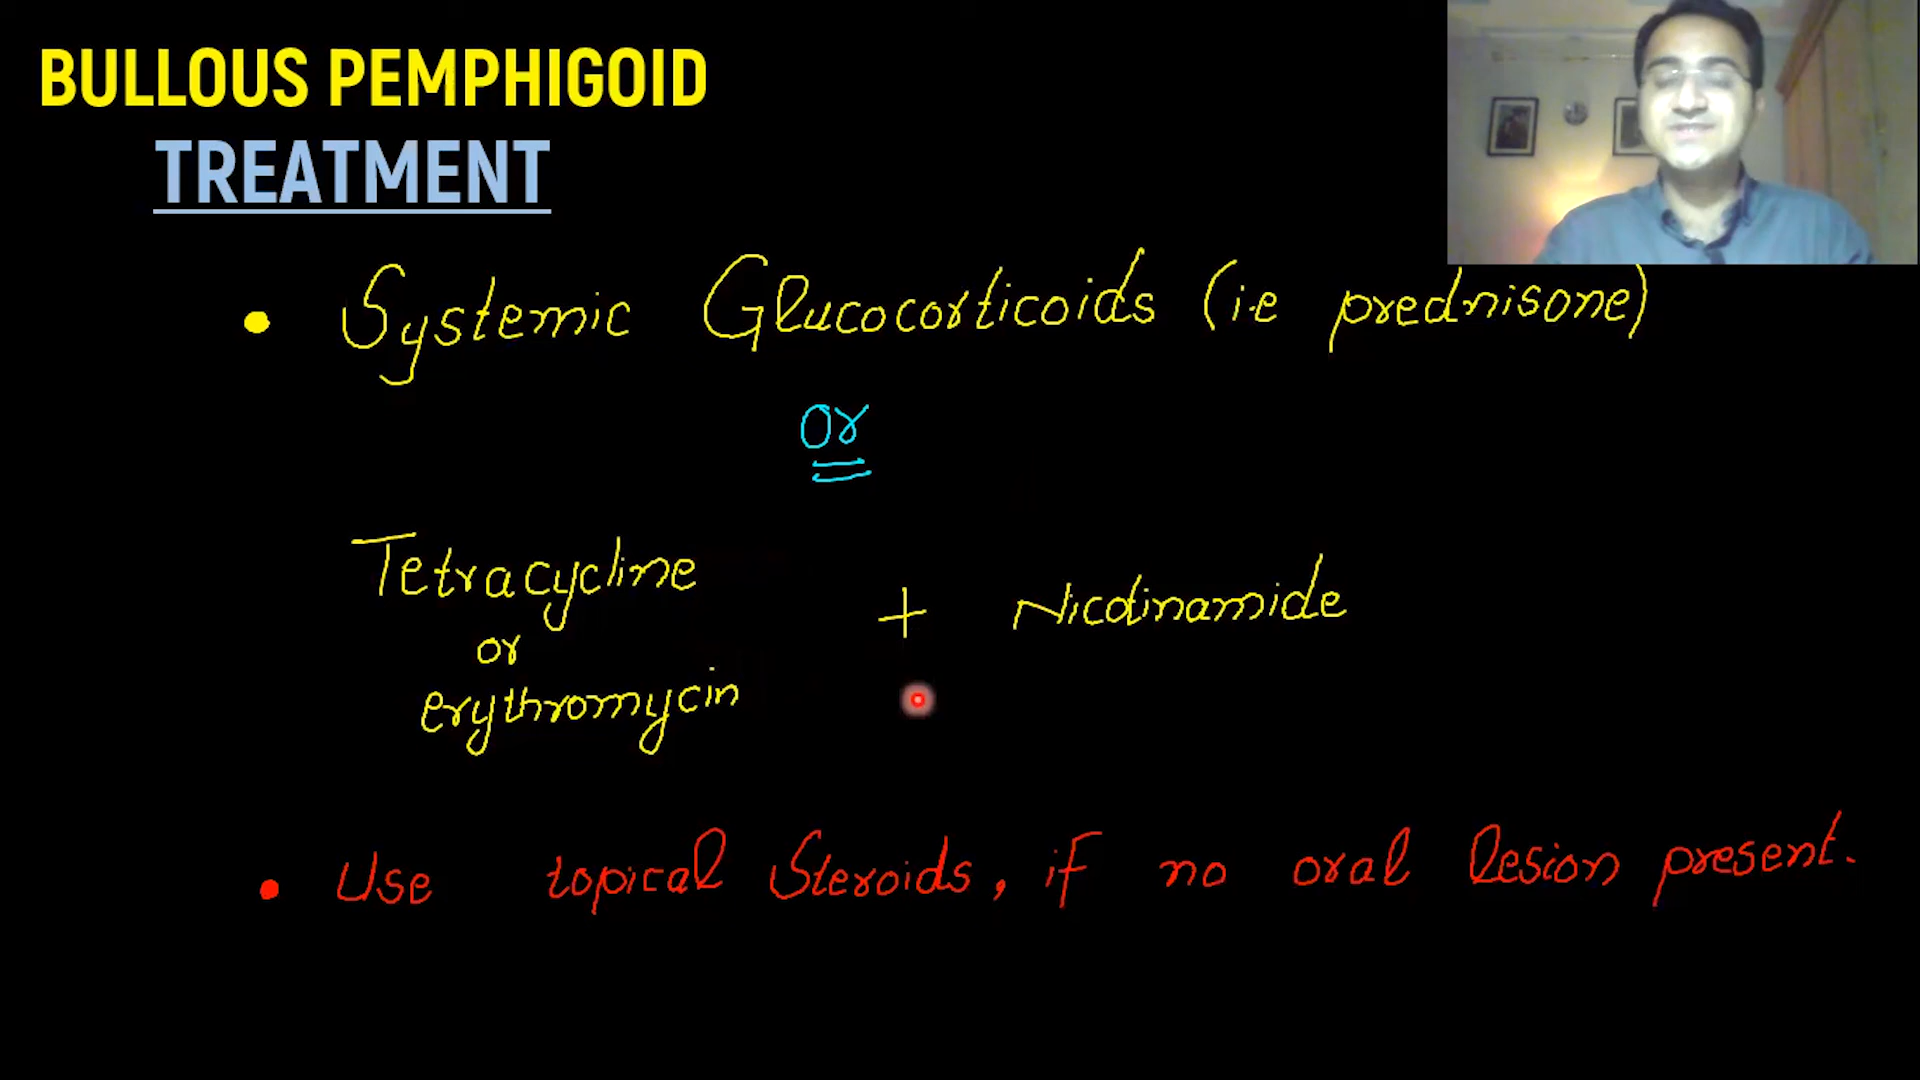 BULLOUS PEMPHIGOID
TREATMENT
• Systemic Glucocorticoids (i.e prednisone)
or
Tetracycline
or
erythromycin
+ Nicotinamide
• Use topical Steroids, if no oral lesion present.